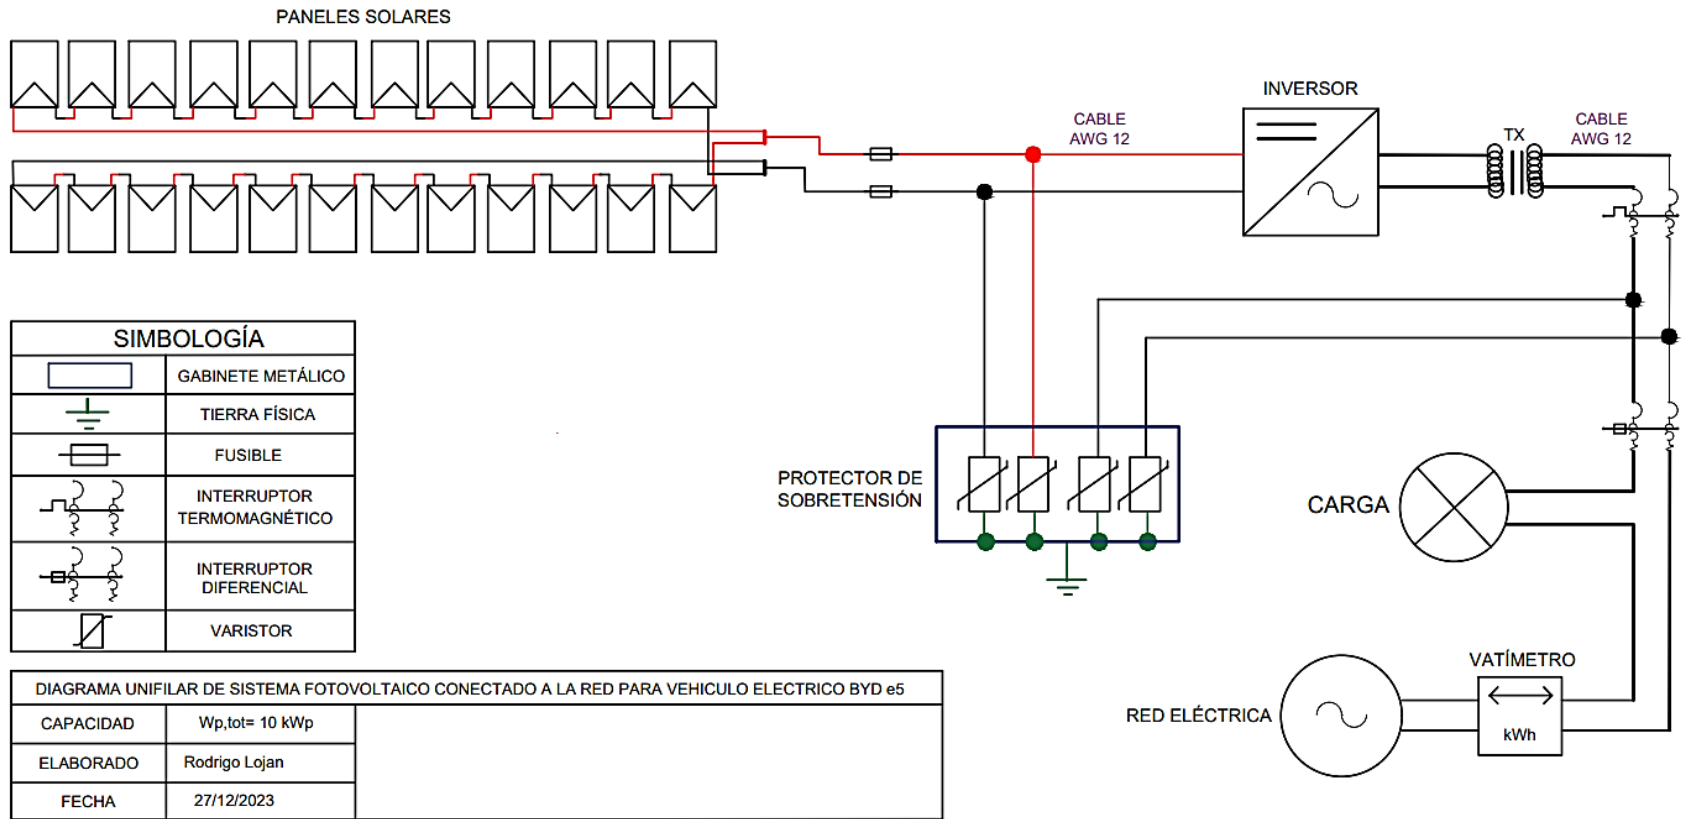 PANELES SOLARES
INVERSOR
CABLE
AWG 12
TX
CABLE
AWG 12
SIMBOLOGÍA
GABINETE METÁLICO
TIERRA FÍSICA
FUSIBLE
INTERRUPTOR
TERMOMAGNÉTICO
INTERRUPTOR
DIFERENCIAL
VARISTOR
PROTECTOR DE
SOBRETENSIÓN
CARGA
VATÍMETRO
RED ELÉCTRICA
kWh
DIAGRAMA UNIFILAR DE SISTEMA FOTOVOLTAICO CONECTADO A LA RED PARA VEHICULO ELECTRICO BYD e5
CAPACIDAD Wp,tot= 10 kWp
ELABORADO Rodrigo Lojan
FECHA 27/12/2023